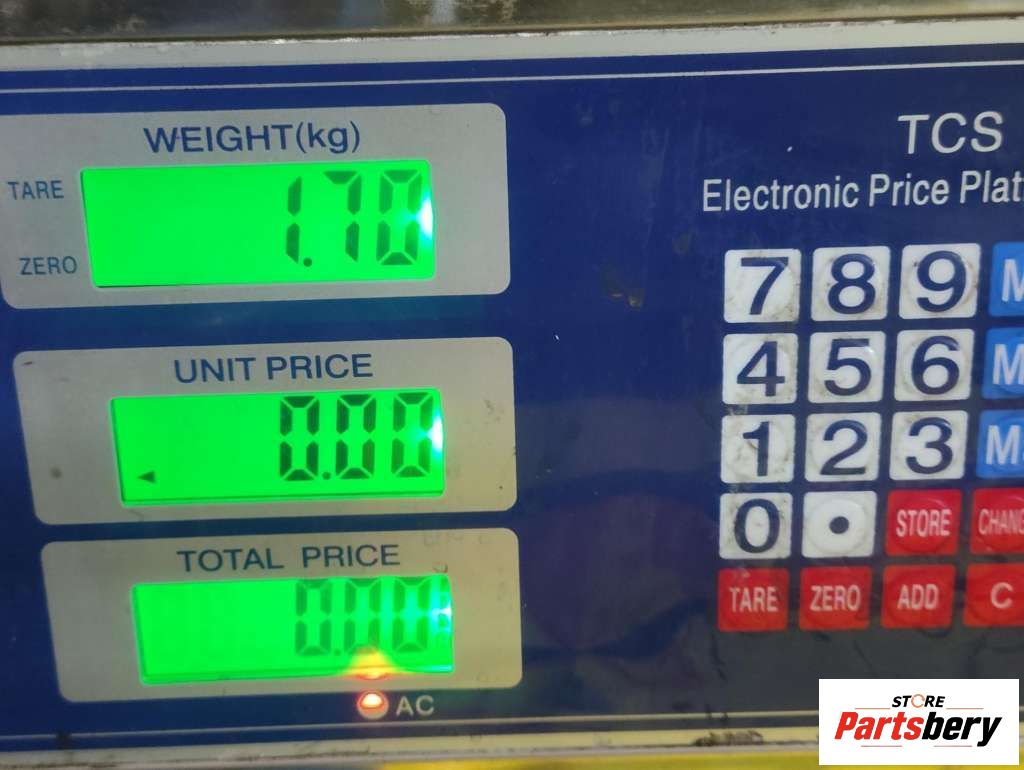 WEIGHT(kg)
TARE
1.70
ZERO
UNIT PRICE
0.00
TOTAL PRICE
0.00
AC
TCS
Electronic Price Plat
7 8 9 M
4 5 6 M
1 2 3 M
0 . STORE CHANG
TARE ZERO ADD C
STORE
Partsbery